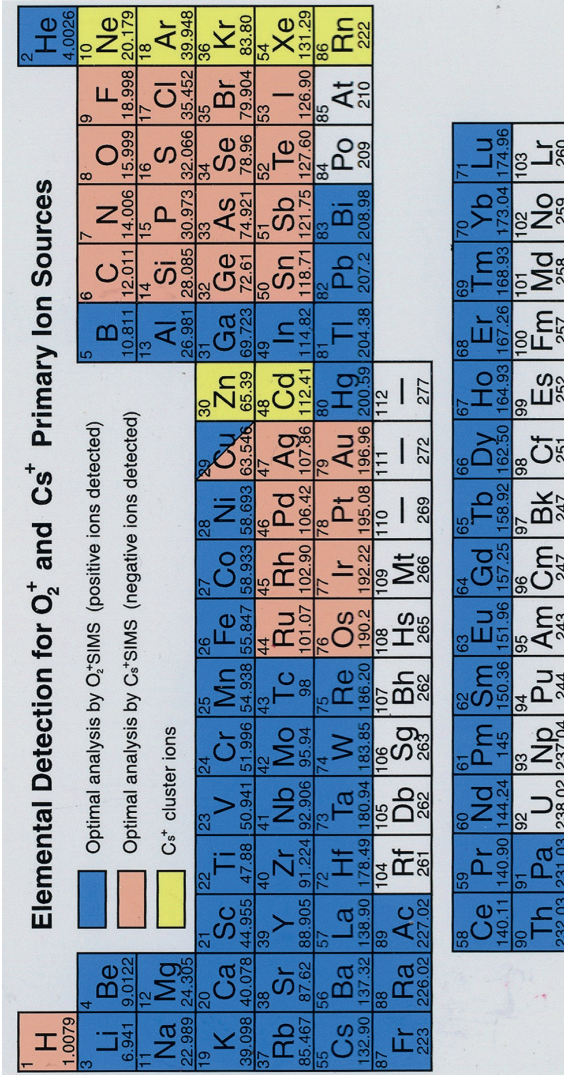 Elemental Detection for O₂⁺ and Cs⁺ Primary Ion Sources
Optimal analysis by O₂⁺SIMS (positive ions detected)
Optimal analysis by Cs⁺SIMS (negative ions detected)
Cs⁺ cluster ions
1 2
H He
1.0079 4.0026
3 4 5 6 7 8 9 10
Li Be B C N O F Ne
6.941 9.0122 10.811 12.011 14.006 15.999 18.998 20.179
11 12 13 14 15 16 17 18
Na Mg Al Si P S Cl Ar
22.989 24.305 26.981 28.085 30.973 32.066 35.452 39.948
19 20 21 22 23 24 25 26 27 28 29 30 31 32 33 34 35 36
K Ca Sc Ti V Cr Mn Fe Co Ni Cu Zn Ga Ge As Se Br Kr
39.098 40.078 44.955 47.88 50.941 51.996 54.938 55.847 58.933 58.693 63.546 65.39 69.723 72.61 74.921 78.96 79.904 83.80
37 38 39 40 41 42 43 44 45 46 47 48 49 50 51 52 53 54
Rb Sr Y Zr Nb Mo Tc Ru Rh Pd Ag Cd In Sn Sb Te I Xe
85.467 87.62 88.905 91.224 92.906 95.94 98 101.07 102.90 106.42 107.86 112.41 114.82 118.71 121.75 127.60 126.90 131.29
55 56 57 72 73 74 75 76 77 78 79 80 81 82 83 84 85 86
Cs Ba La Hf Ta W Re Os Ir Pt Au Hg Tl Pb Bi Po At Rn
132.90 137.32 138.90 178.49 180.94 183.85 186.20 190.2 192.22 195.08 196.96 200.59 204.38 207.2 208.98 209 210 222
87 88 89 104 105 106 107 108 109 110 111 112
Fr Ra Ac Rf Db Sg Bh Hs Mt — — —
223 226.02 227.02 261 262 263 262 265 266 269 272 277
58 59 60 61 62 63 64 65 66 67 68 69 70 71
Ce Pr Nd Pm Sm Eu Gd Tb Dy Ho Er Tm Yb Lu
140.11 140.90 144.24 145 150.36 151.96 157.25 158.92 162.50 164.93 167.26 168.93 173.04 174.96
90 91 92 93 94 95 96 97 98 99 100 101 102 103
Th Pa U Np Pu Am Cm Bk Cf Es Fm Md No Lr
232.03 231.03 238.02 237.04 244 243 247 247 251 252 257 258 259 260